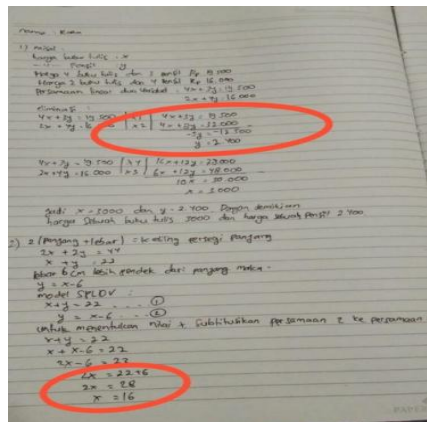 1) misal :
harga buku tulis = x
Pensil y
Harga 4 buku tulis dan 3 pensil Rp 19.500
Harga 2 buku tulis dan 4 pensil Rp 16.000
Persamaan linear dua variabel : 4x + 3y = 19.500
2x + 4y = 16.000
eliminasi :
4x + 3y = 19.500 | x1 | 4x + 3y = 19.500
2x + 4y = 16.000 | x2 | 4x + 8y = 32.000
-5y = -12.500
y = 2.400
4x + 3y = 19.500 | x4 | 16x + 12y = 78.000
2x + 4y = 16.000 | x3 | 6x + 12y = 48.000
10x = 30.000
x = 3.000
Jadi x = 3000 dan y = 2.400. Dengan demikian
harga sebuah buku tulis 3000 dan harga sebuah pensil 2.400
2) 2 (panjang + lebar) = keliling persegi panjang
2x + 2y = 44
x + y = 22
lebar 6 cm lebih pendek dari panjang maka =
y = x-6
model SPLDV :
x + y = 22 ..... ①
y = x-6 ..... ②
untuk menentukan nilai x subtitusikan persamaan 2 ke persamaan
x + y = 22
x + x - 6 = 22
2x - 6 = 22
2x = 22+6
2x = 28
x = 16
PAPER